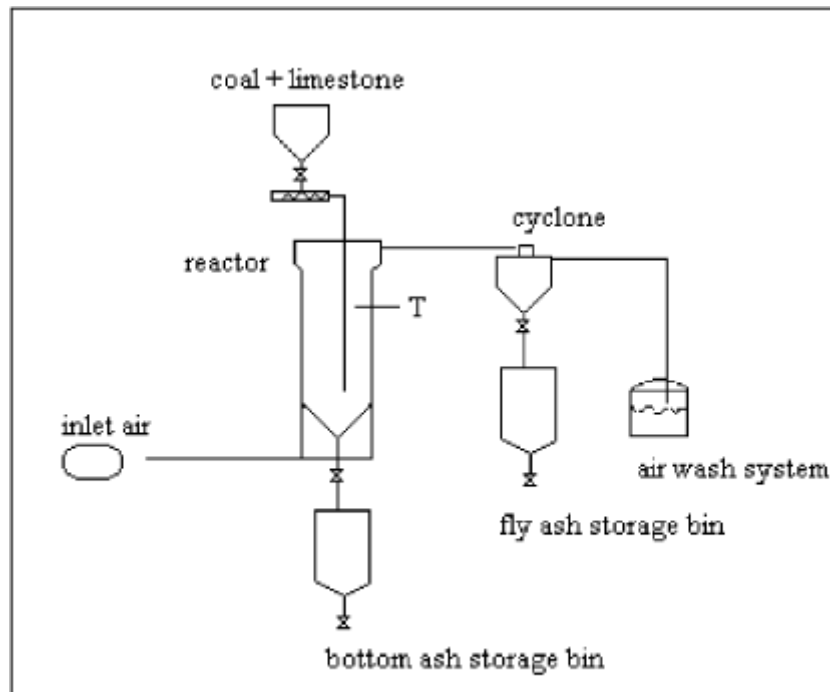 coal + limestone
cyclone
reactor
T
inlet air
air wash system
fly ash storage bin
bottom ash storage bin